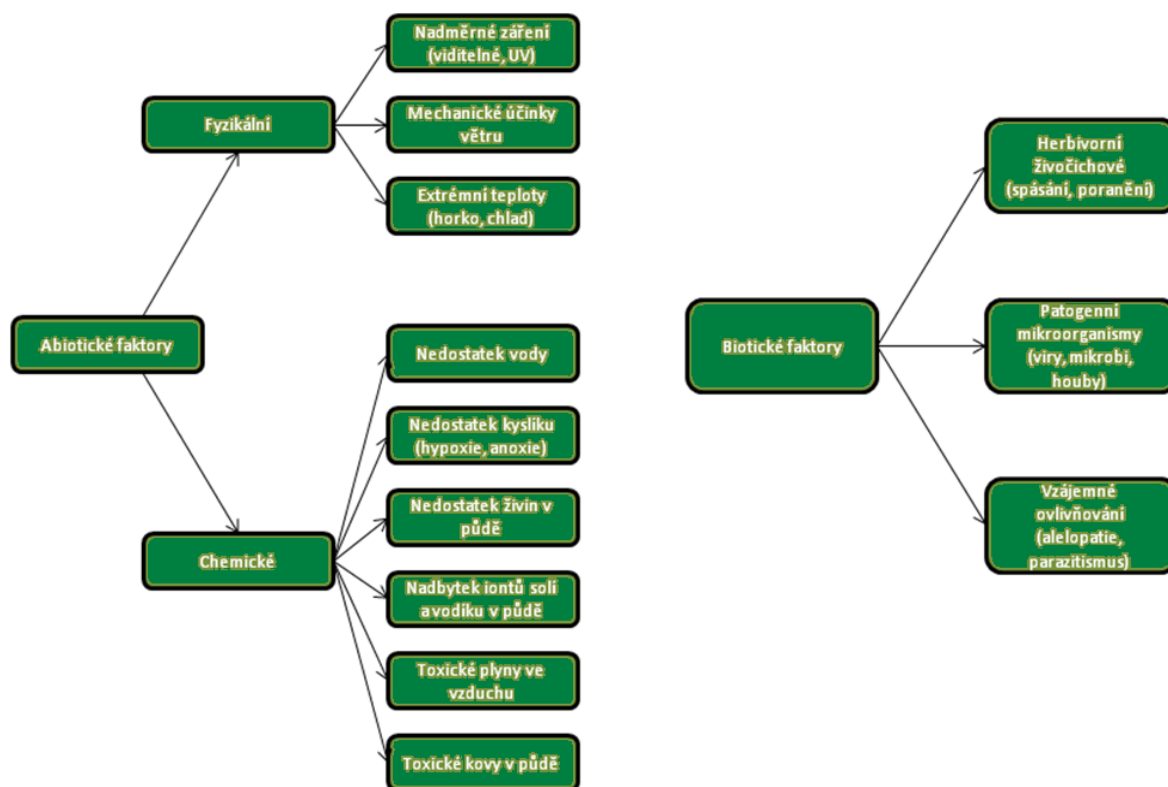 Abiotické faktory
Fyzikální
Nadměrné záření
(viditelné, UV)
Mechanické účinky
větru
Extrémní teploty
(horko, chlad)
Chemické
Nedostatek vody
Nedostatek kyslíku
(hypoxie, anoxie)
Nedostatek živin v
půdě
Nadbytek iontů solí
a vodíku v půdě
Toxické plyny ve
vzduchu
Toxické kovy v půdě
Biotické faktory
Herbivorní
živočichové
(spásání, poranění)
Patogenní
mikroorganismy
(viry, mikrobi,
houby)
Vzájemné
ovlivňování
(alelopatie,
parazitismus)